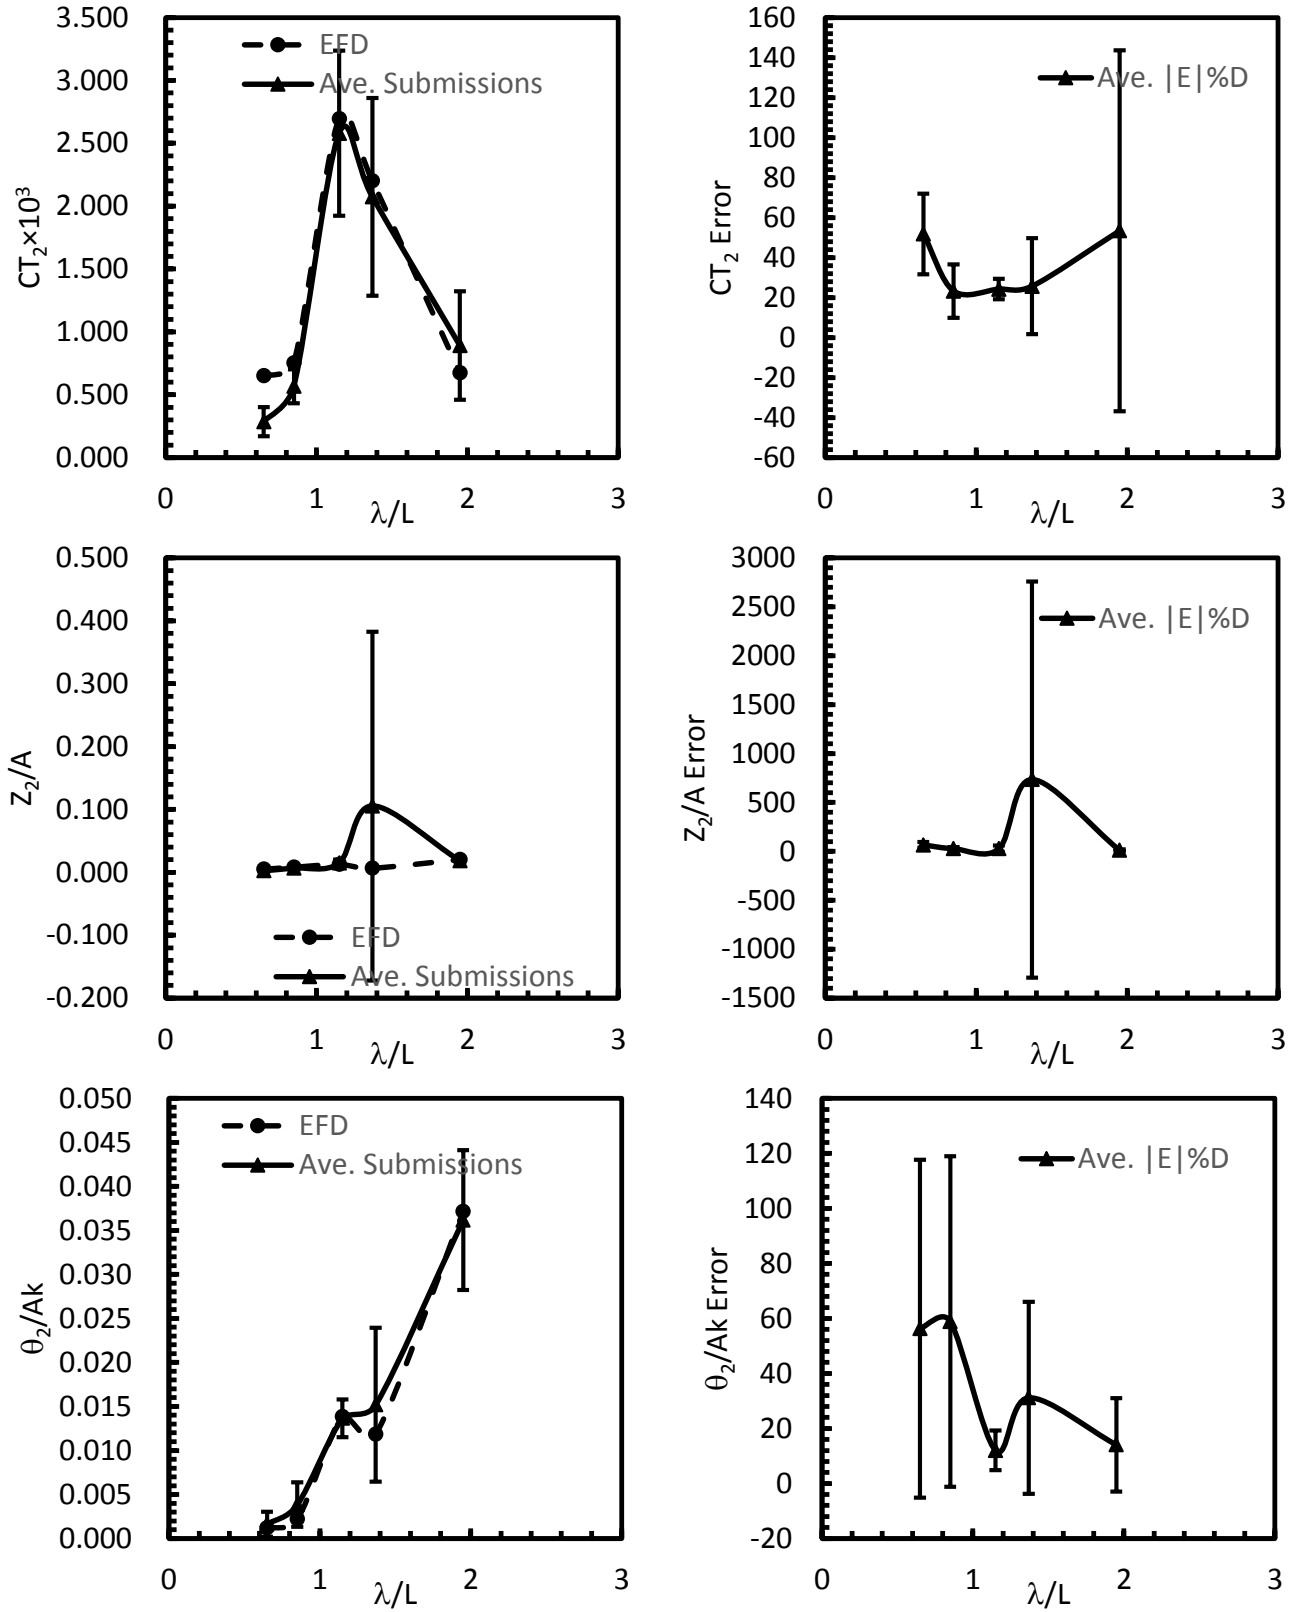 3.500
3.000
2.500
2.000
1.500
1.000
0.500
0.000
CT₂×10³
EFD
Ave. Submissions
0 1 2 3
λ/L
160
140
120
100
80
60
40
20
0
-20
-40
-60
CT₂ Error
Ave. |E|%D
0 1 2 3
λ/L
0.500
0.400
0.300
0.200
0.100
0.000
-0.100
-0.200
Z₂/A
EFD
Ave. Submissions
0 1 2 3
λ/L
3000
2500
2000
1500
1000
500
0
-500
-1000
-1500
Z₂/A Error
Ave. |E|%D
0 1 2 3
λ/L
0.050
0.045
0.040
0.035
0.030
0.025
0.020
0.015
0.010
0.005
0.000
θ₂/Ak
EFD
Ave. Submissions
0 1 2 3
λ/L
140
120
100
80
60
40
20
0
-20
θ₂/Ak Error
Ave. |E|%D
0 1 2 3
λ/L